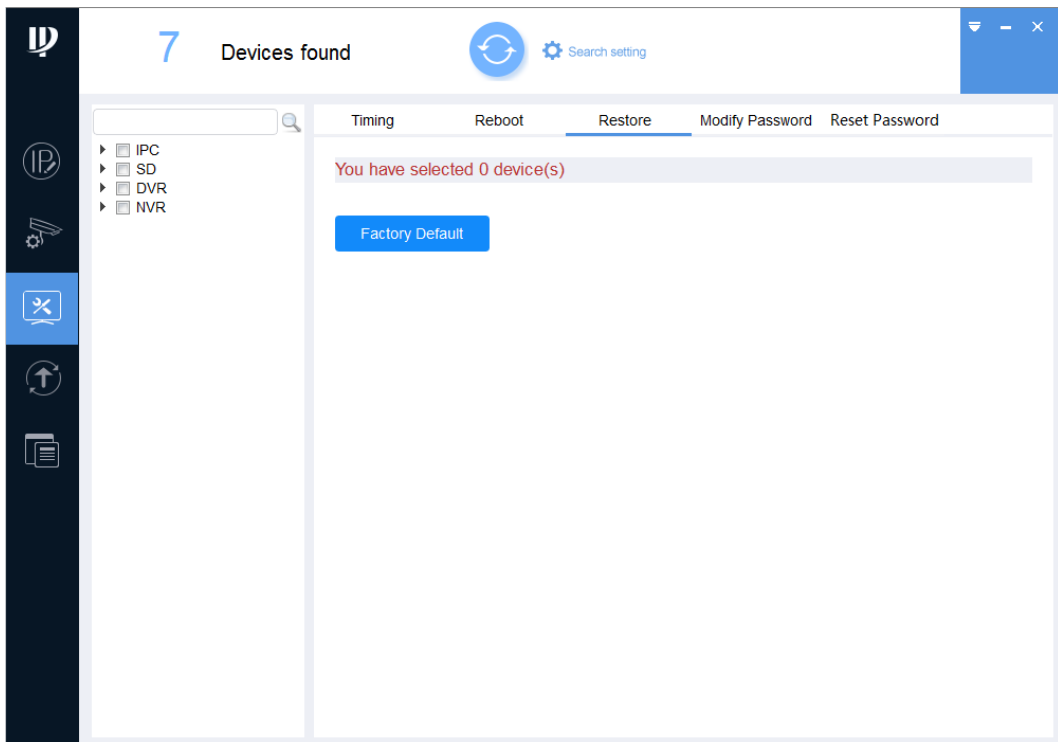 7 Devices found
Search setting
Timing Reboot Restore Modify Password Reset Password
IPC
SD
DVR
NVR
You have selected 0 device(s)
Factory Default
IP